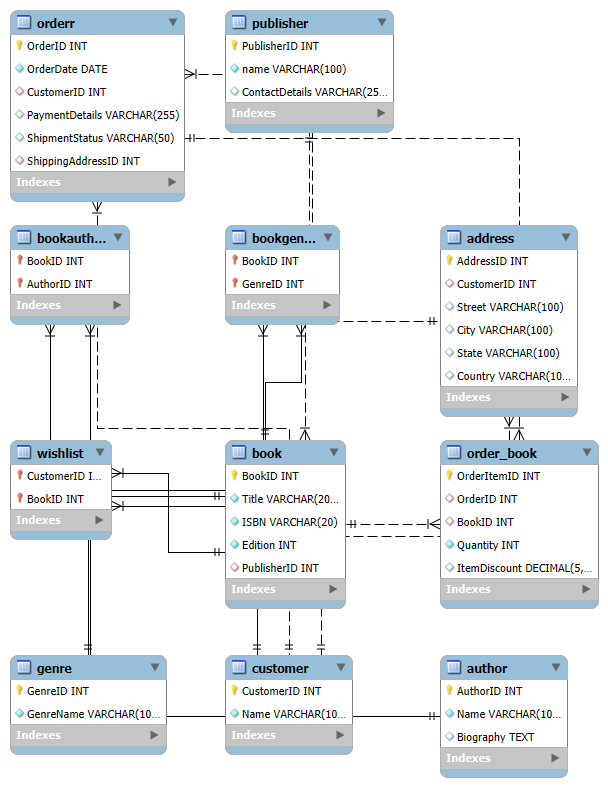 orderr
OrderID INT
OrderDate DATE
CustomerID INT
PaymentDetails VARCHAR(255)
ShipmentStatus VARCHAR(50)
ShippingAddressID INT
Indexes
publisher
PublisherID INT
name VARCHAR(100)
ContactDetails VARCHAR(25...
Indexes
bookauth...
BookID INT
AuthorID INT
Indexes
bookgen...
BookID INT
GenreID INT
Indexes
address
AddressID INT
CustomerID INT
Street VARCHAR(100)
City VARCHAR(100)
State VARCHAR(100)
Country VARCHAR(10...
Indexes
wishlist
CustomerID I...
BookID INT
Indexes
book
BookID INT
Title VARCHAR(20...
ISBN VARCHAR(20)
Edition INT
PublisherID INT
Indexes
order_book
OrderItemID INT
OrderID INT
BookID INT
Quantity INT
ItemDiscount DECIMAL(5,...
Indexes
genre
GenreID INT
GenreName VARCHAR(10...
Indexes
customer
CustomerID INT
Name VARCHAR(10...
Indexes
author
AuthorID INT
Name VARCHAR(10...
Biography TEXT
Indexes